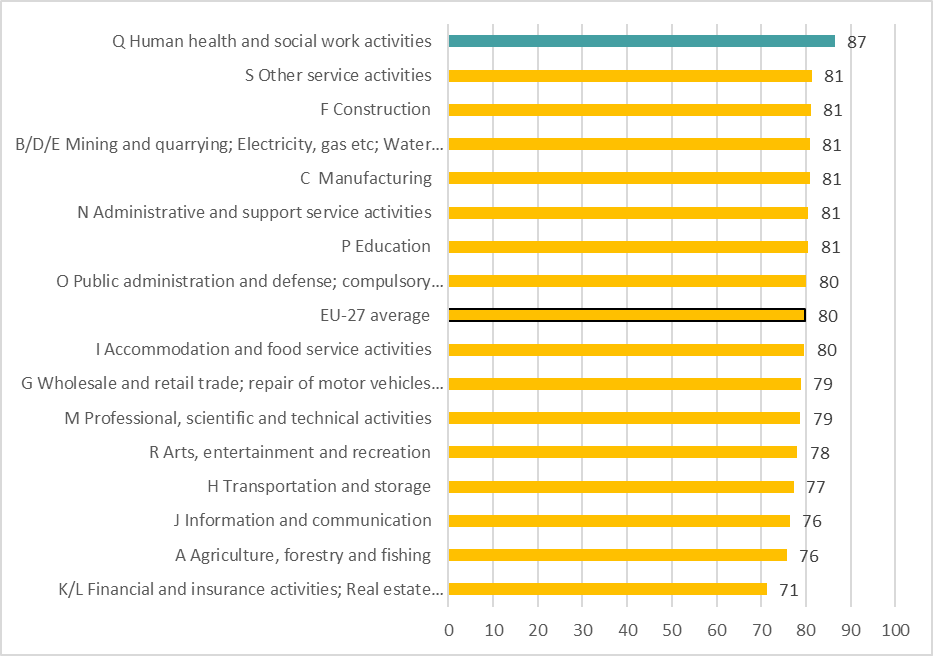 Q Human health and social work activities 87
S Other service activities 81
F Construction 81
B/D/E Mining and quarrying; Electricity, gas etc; Water... 81
C  Manufacturing 81
N Administrative and support service activities 81
P Education 81
O Public administration and defense; compulsory... 80
EU-27 average 80
I Accommodation and food service activities 80
G Wholesale and retail trade; repair of motor vehicles... 79
M Professional, scientific and technical activities 79
R Arts, entertainment and recreation 78
H Transportation and storage 77
J Information and communication 76
A Agriculture, forestry and fishing 76
K/L Financial and insurance activities; Real estate... 71
0 10 20 30 40 50 60 70 80 90 100